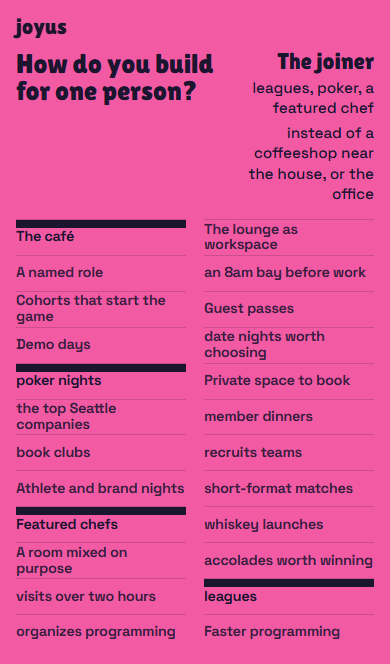 joyus
How do you build
for one person?
The joiner
leagues, poker, a
featured chef
instead of a
coffeeshop near
the house, or the
office
The café
A named role
Cohorts that start the
game
Demo days
poker nights
the top Seattle
companies
book clubs
Athlete and brand nights
Featured chefs
A room mixed on
purpose
visits over two hours
organizes programming
The lounge as
workspace
an 8am bay before work
Guest passes
date nights worth
choosing
Private space to book
member dinners
recruits teams
short-format matches
whiskey launches
accolades worth winning
leagues
Faster programming